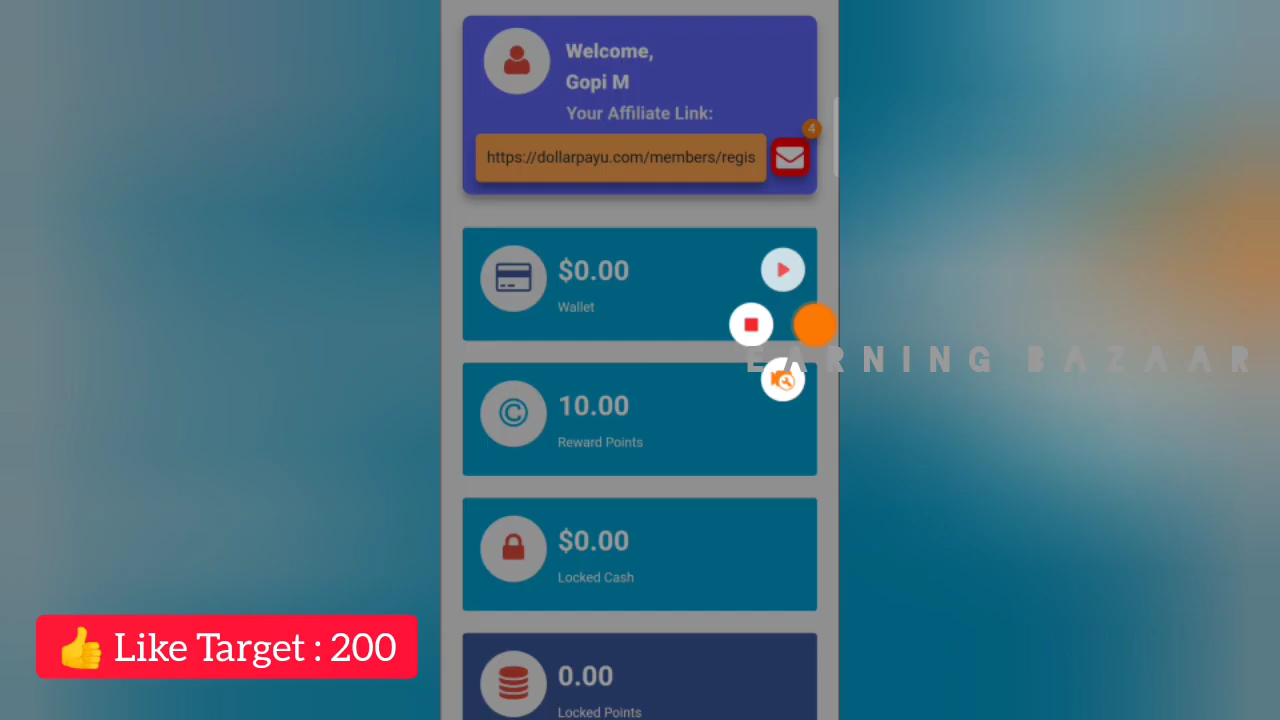 Welcome,
Gopi M
Your Affiliate Link:
4
https://dollarpayu.com/members/regis
$0.00
Wallet
EARNING BAZAAR
10.00
Reward Points
$0.00
Locked Cash
👍 Like Target : 200
0.00
Locked Points